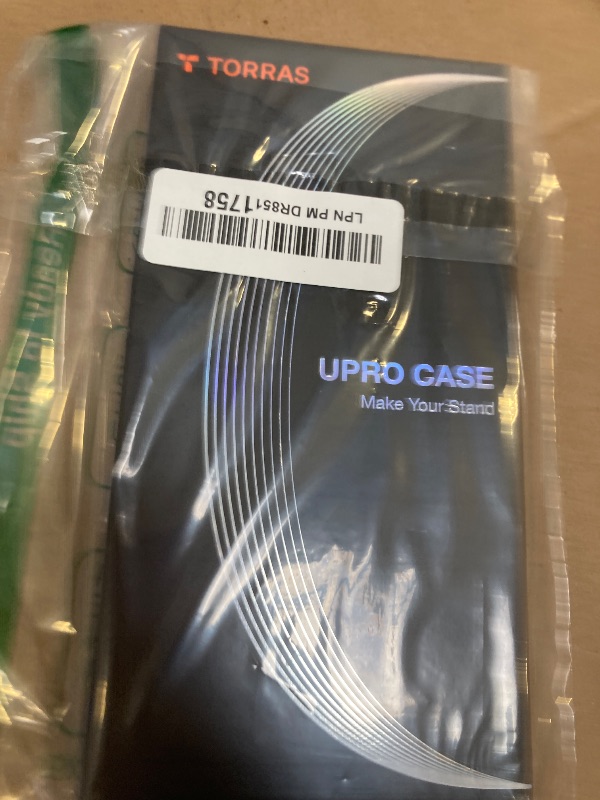 TORRAS
LPN PM DR8511758
UPRO CASE
Make Your Stand